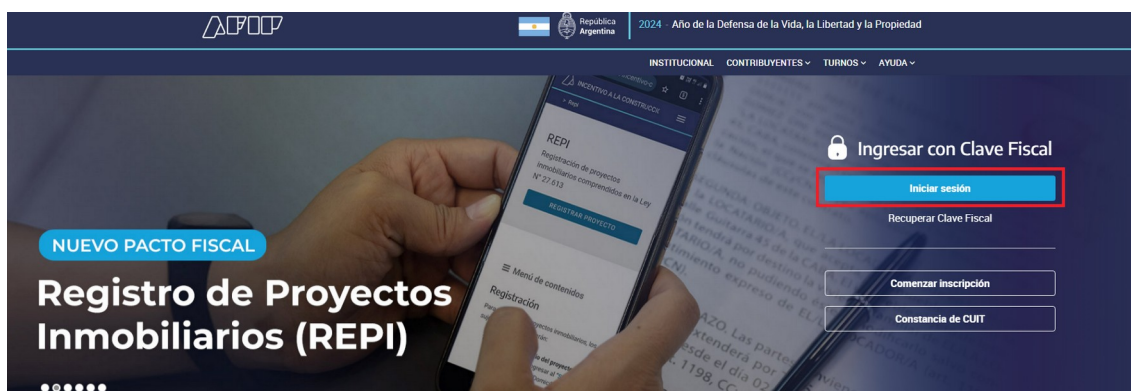 AFIP
República
Argentina
2024 - Año de la Defensa de la Vida, la Libertad y la Propiedad
INSTITUCIONAL CONTRIBUYENTES TURNOS AYUDA
INCENTIVO A LA CONSTRUCCIÓ
> Repi
REPI
Registración de proyectos
inmobiliarios comprendidos en la Ley
N° 27.613
REGISTRAR PROYECTO
Menú de contenidos
Registración
Ingresar con Clave Fiscal
Iniciar sesión
Recuperar Clave Fiscal
Comenzar inscripción
Constancia de CUIT
NUEVO PACTO FISCAL
Registro de Proyectos
Inmobiliarios (REPI)